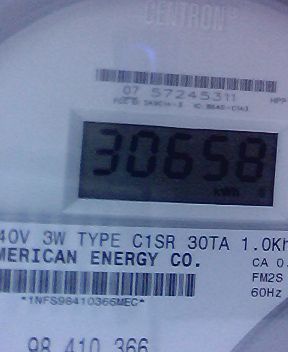 CENTRON
07 57245311
30658
kWh
40V 3W TYPE C1SR 30TA 1.0Kh
MERICAN ENERGY CO.
CA 0.
FM2S
60Hz
*1NFS98410366MEC*
98 410 366